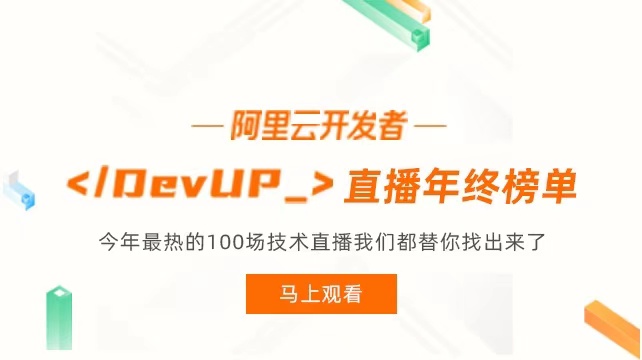 — 阿里云开发者 —
</DevUP_> 直播年终榜单
今年最热的100场技术直播我们都替你找出来了
马上观看